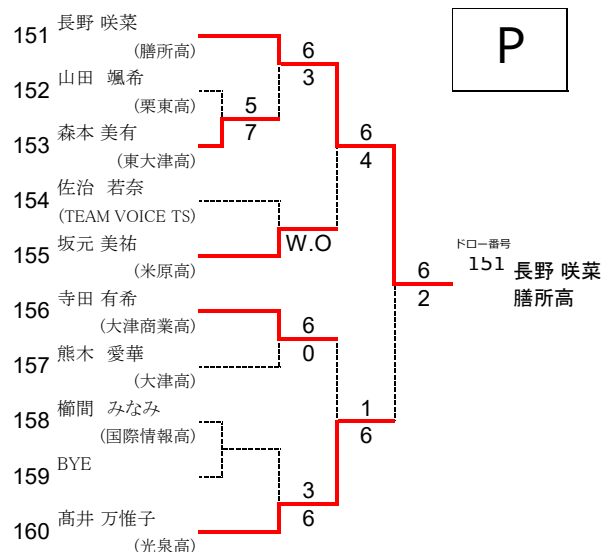 P
151 長野 咲菜
(膳所高)
6
3
152 山田 颯希
(栗東高)
5
7
153 森本 美有
(東大津高)
6
4
154 佐治 若奈
(TEAM VOICE TS)
W.O
155 坂元 美祐
(米原高)
ドロー番号
151 長野 咲菜
膳所高
6
2
156 寺田 有希
(大津商業高)
6
0
157 熊木 愛華
(大津高)
158 櫛間 みなみ
(国際情報高)
1
6
159 BYE
3
6
160 髙井 万惟子
(光泉高)